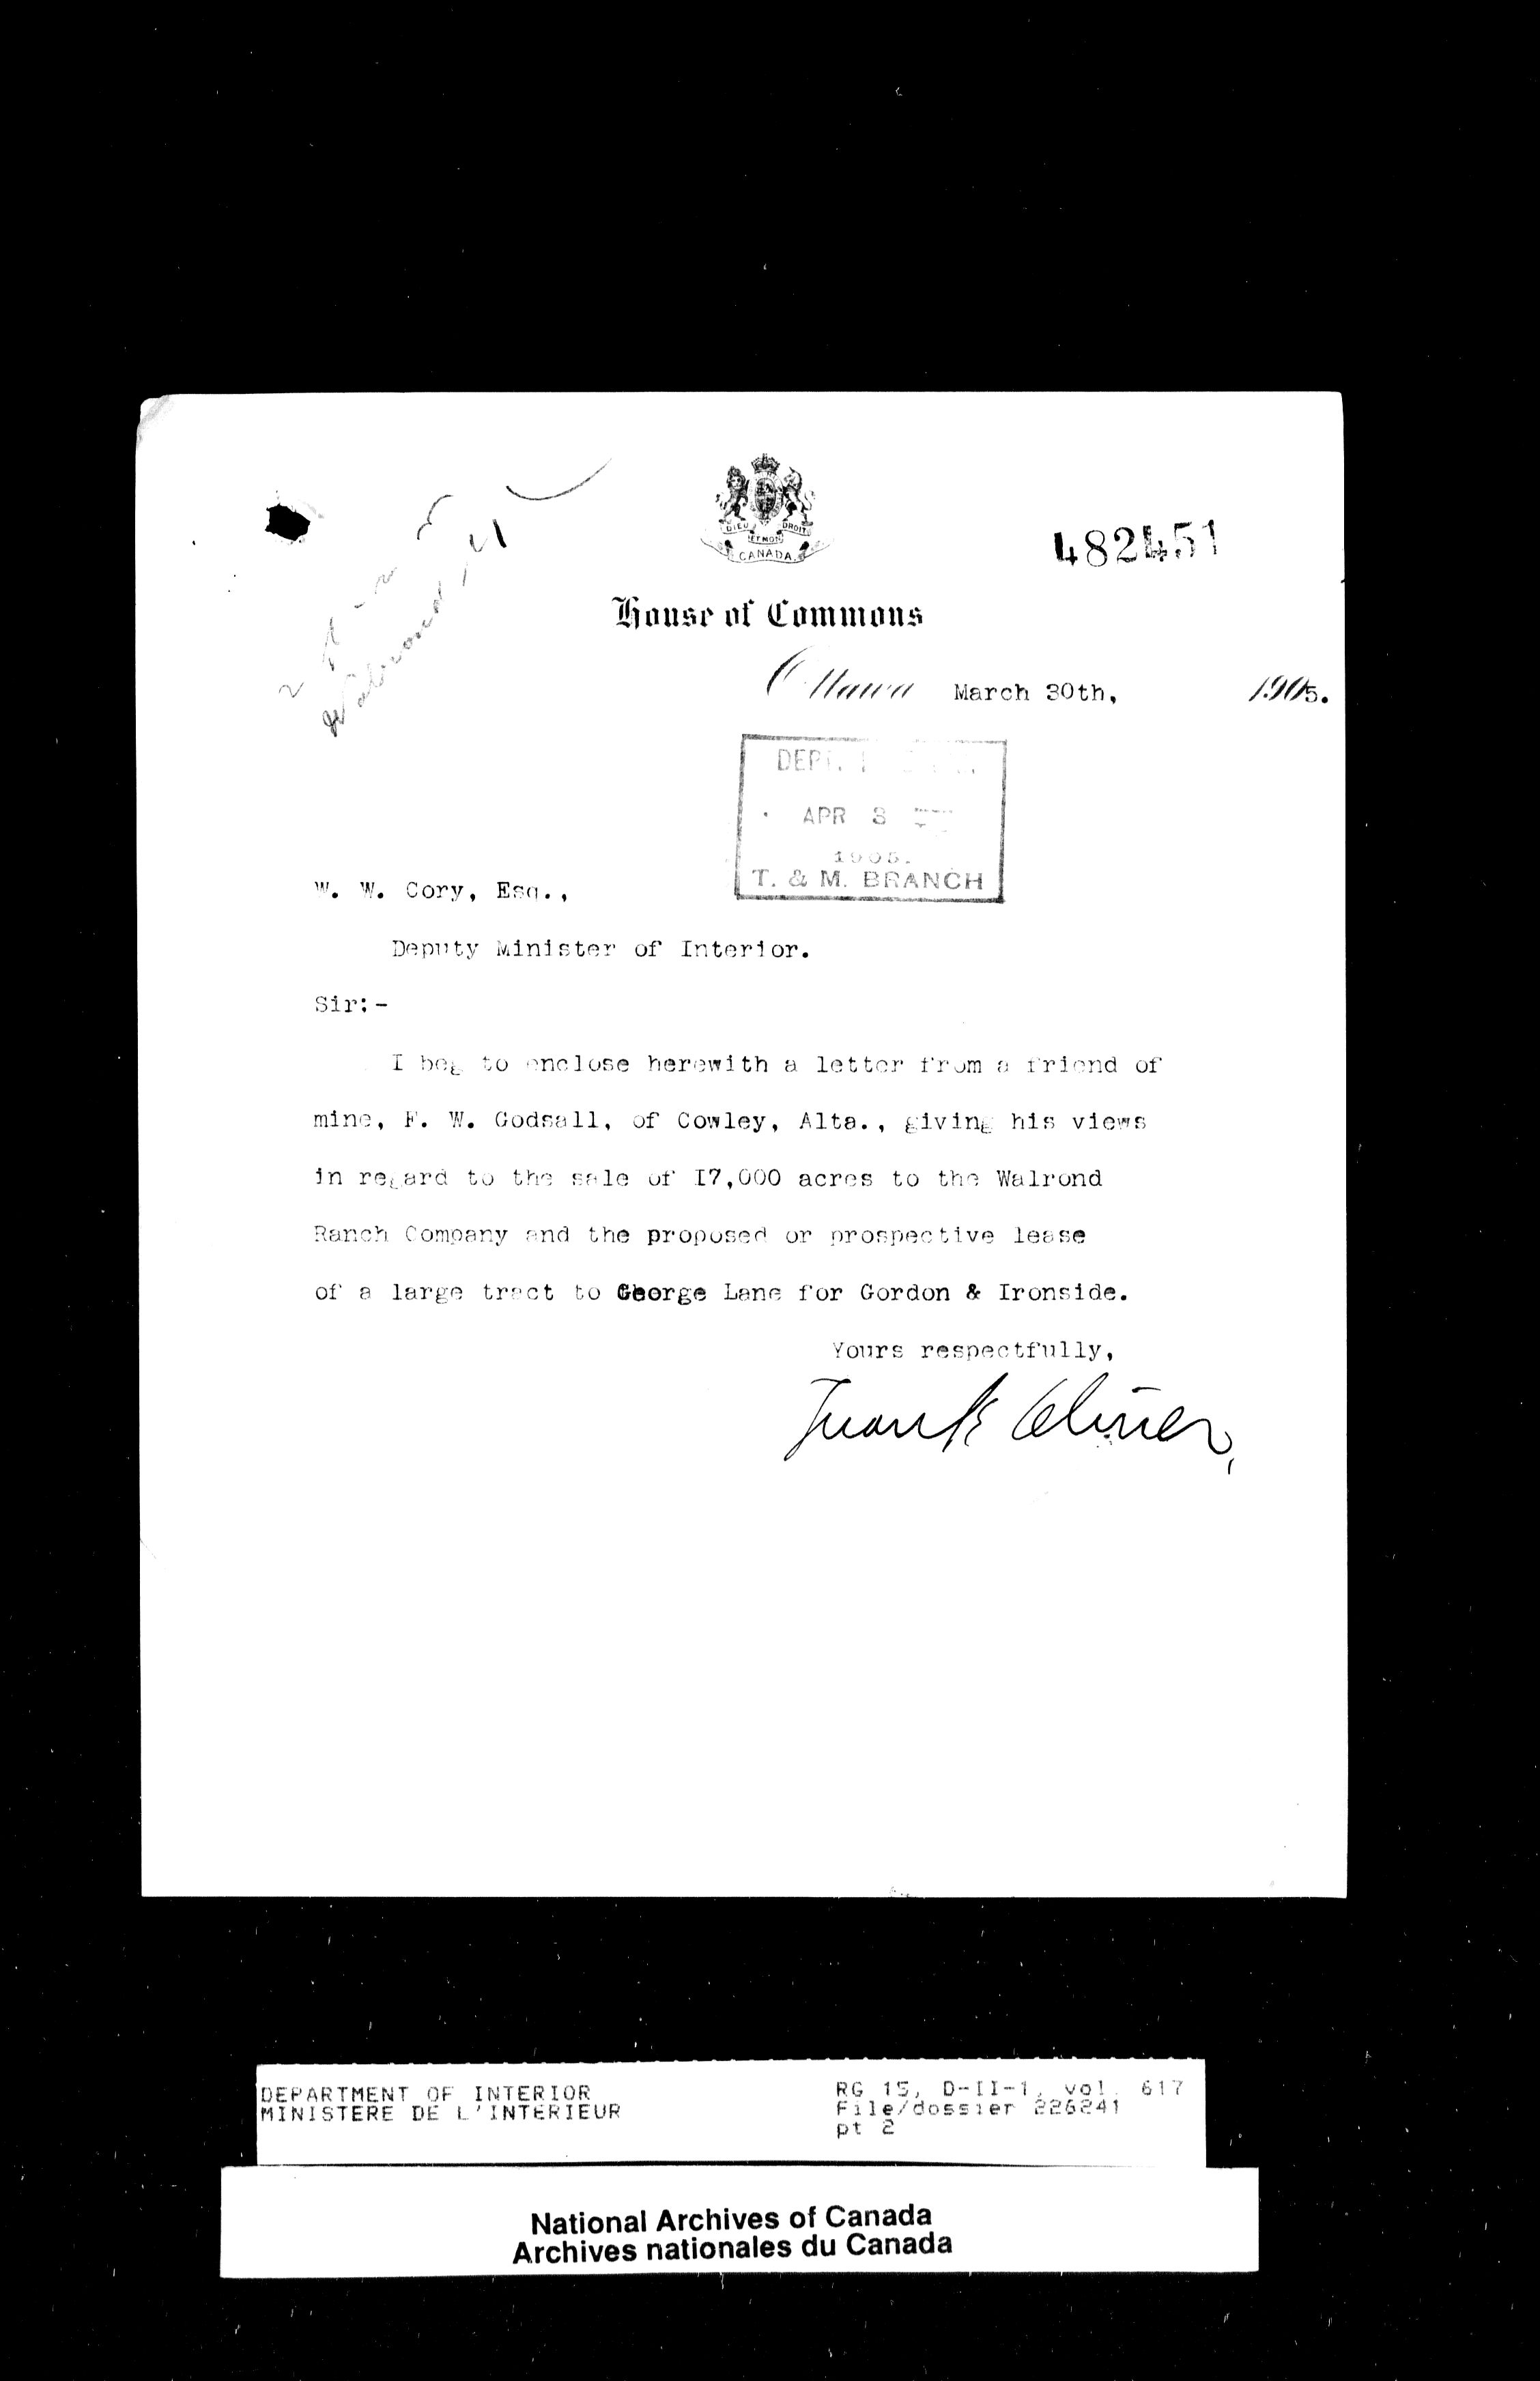 DIEU ET MON DROIT
CANADA
482451
House of Commons
Ottawa March 30th, 1905.
Walrond
DEPT.
APR 3
1905.
T. & M. BRANCH
W. W. Cory, Esq.,
Deputy Minister of Interior.
Sir:-
I beg to enclose herewith a letter from a friend of
mine, F. W. Godsall, of Cowley, Alta., giving his views
in regard to the sale of I7,000 acres to the Walrond
Ranch Company and the proposed or prospective lease
of a large tract to George Lane for Gordon & Ironside.
Yours respectfully,
Frank Oliver,
DEPARTMENT OF INTERIOR
MINISTERE DE L'INTERIEUR
RG 15, D-II-1, vol. 617
File/dossier 226241
pt 2
National Archives of Canada
Archives nationales du Canada